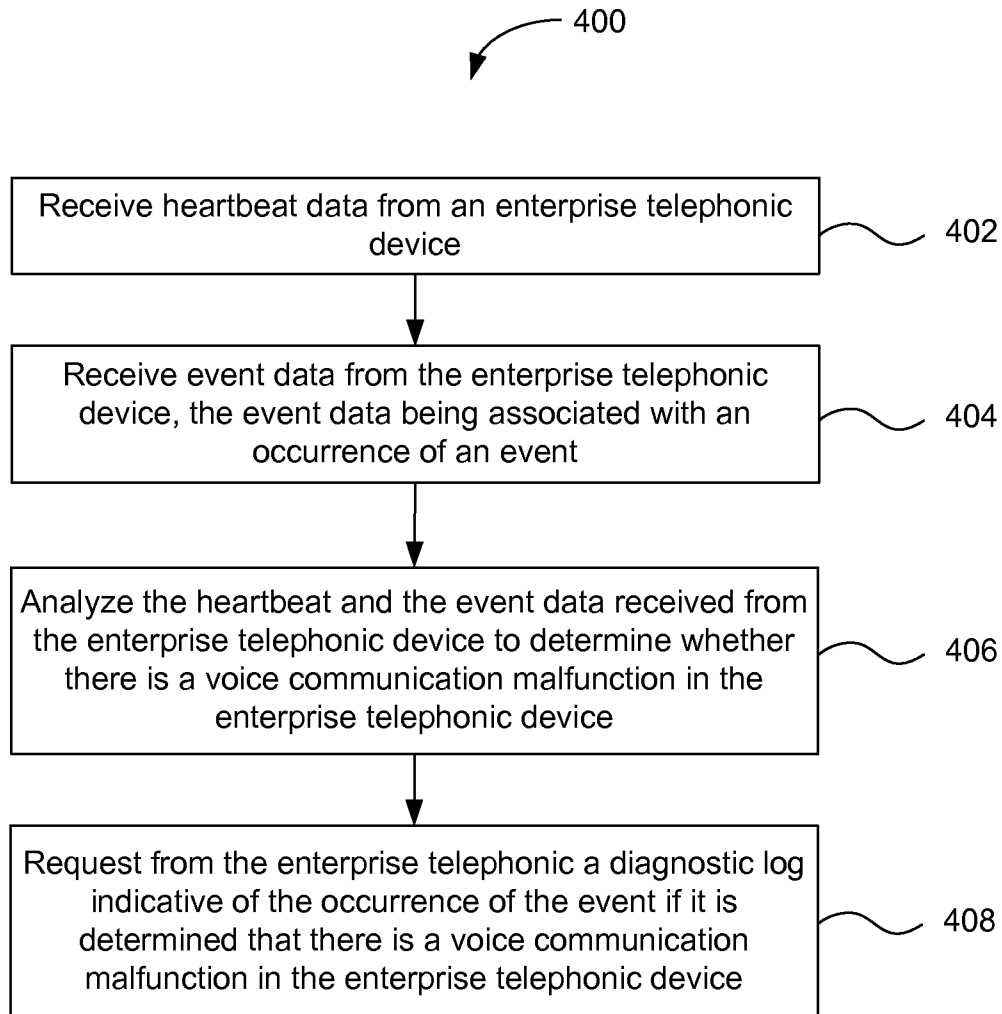 400
Receive heartbeat data from an enterprise telephonic
device
402
Receive event data from the enterprise telephonic
device, the event data being associated with an
occurrence of an event
404
Analyze the heartbeat and the event data received from
the enterprise telephonic device to determine whether
there is a voice communication malfunction in the
enterprise telephonic device
406
Request from the enterprise telephonic a diagnostic log
indicative of the occurrence of the event if it is
determined that there is a voice communication
malfunction in the enterprise telephonic device
408